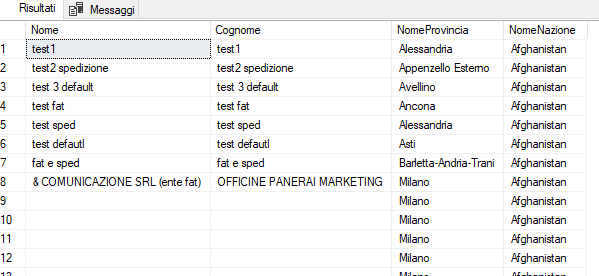 Risultati Messaggi
Nome Cognome NomeProvincia NomeNazione
1 test1 test1 Alessandria Afghanistan
2 test2 spedizione test2 spedizione Appenzello Esterno Afghanistan
3 test 3 default test 3 default Avellino Afghanistan
4 test fat test fat Ancona Afghanistan
5 test sped test sped Alessandria Afghanistan
6 test defautl test defautl Asti Afghanistan
7 fat e sped fat e sped Barletta-Andria-Trani Afghanistan
8 & COMUNICAZIONE SRL (ente fat) OFFICINE PANERAI MARKETING Milano Afghanistan
9 Milano Afghanistan
10 Milano Afghanistan
11 Milano Afghanistan
12 Milano Afghanistan
13 Milano Afghanistan